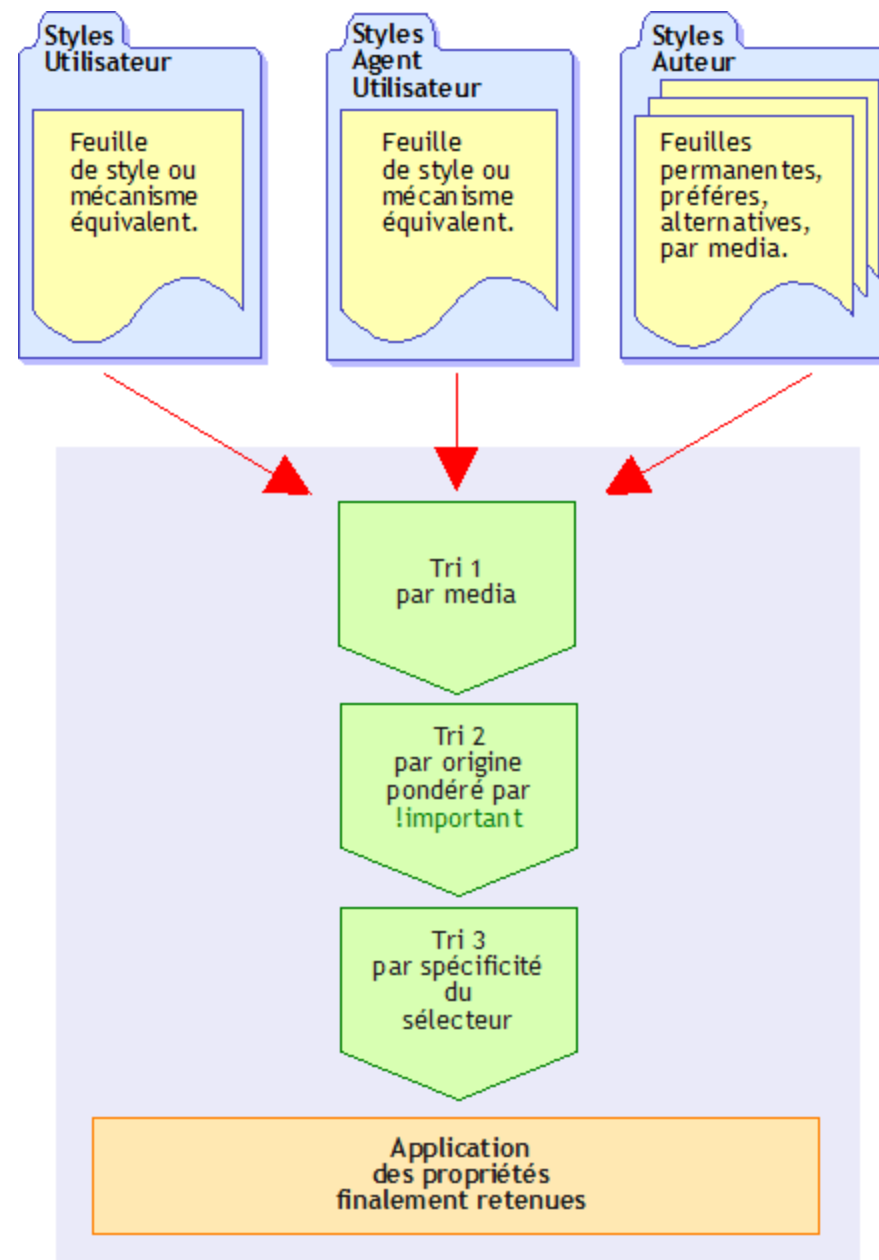 Styles
Utilisateur
Feuille
de style ou
mécanisme
équivalent.
Styles
Agent
Utilisateur
Feuille
de style ou
mécanisme
équivalent.
Styles
Auteur
Feuilles
permanentes,
préféres,
alternatives,
par media.
Tri 1
par media
Tri 2
par origine
pondéré par
!important
Tri 3
par spécificité
du
sélecteur
Application
des propriétés
finalement retenues